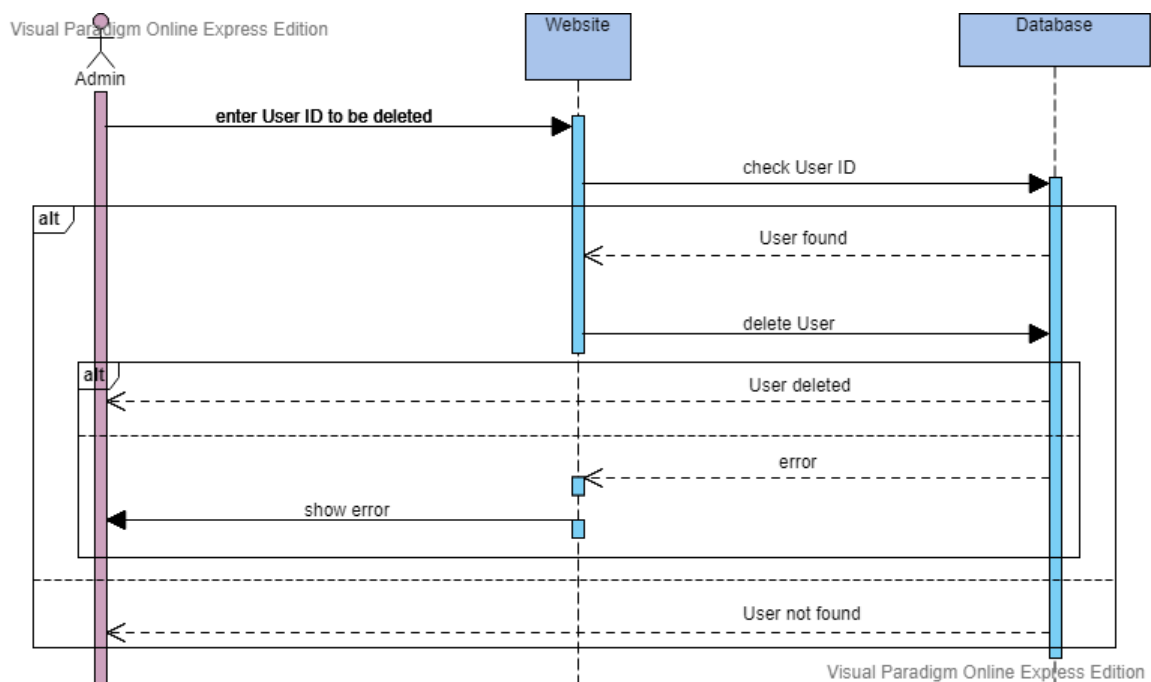 Visual Paradigm Online Express Edition
Website
Database
Admin
enter User ID to be deleted
check User ID
alt
User found
delete User
alt
User deleted
error
show error
User not found
Visual Paradigm Online Express Edition